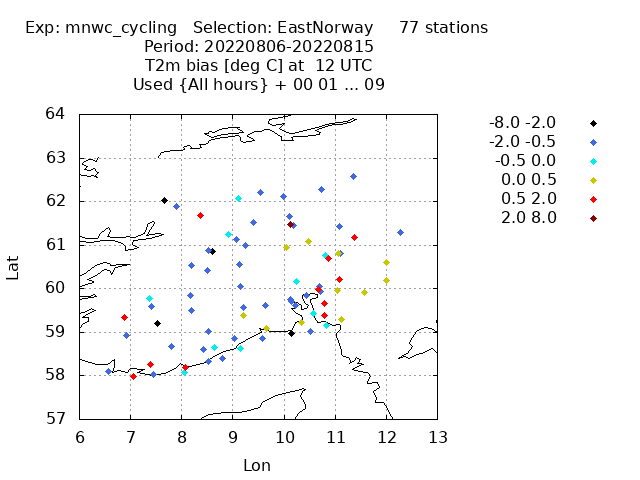 Exp: mnwc_cycling   Selection: EastNorway     77 stations
Period: 20220806-20220815
T2m bias [deg C] at  12 UTC
Used {All hours} + 00 01 ... 09
-8.0 -2.0
-2.0 -0.5
-0.5 0.0
0.0 0.5
0.5 2.0
2.0 8.0
64
63
62
61
60
59
58
57
Lat
6 7 8 9 10 11 12 13
Lon